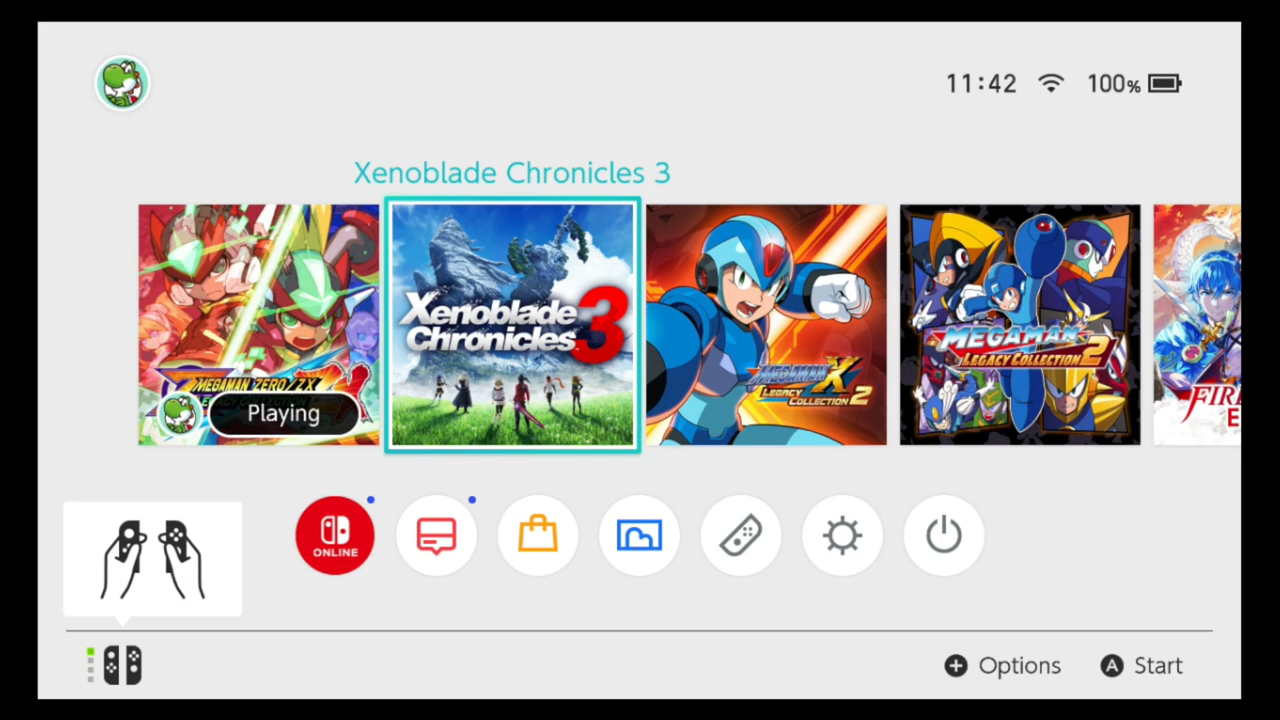 11:42
100%
Xenoblade Chronicles 3
MEGAMAN ZERO/ZX
Playing
Xenoblade
Chronicles 3
MEGAMAN X
LEGACY COLLECTION 2
MEGAMAN
LEGACY COLLECTION 2
FIR
E
ONLINE
+ Options
A Start